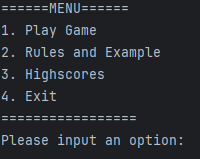 ======MENU======
1. Play Game
2. Rules and Example
3. Highscores
4. Exit
=================
Please input an option: